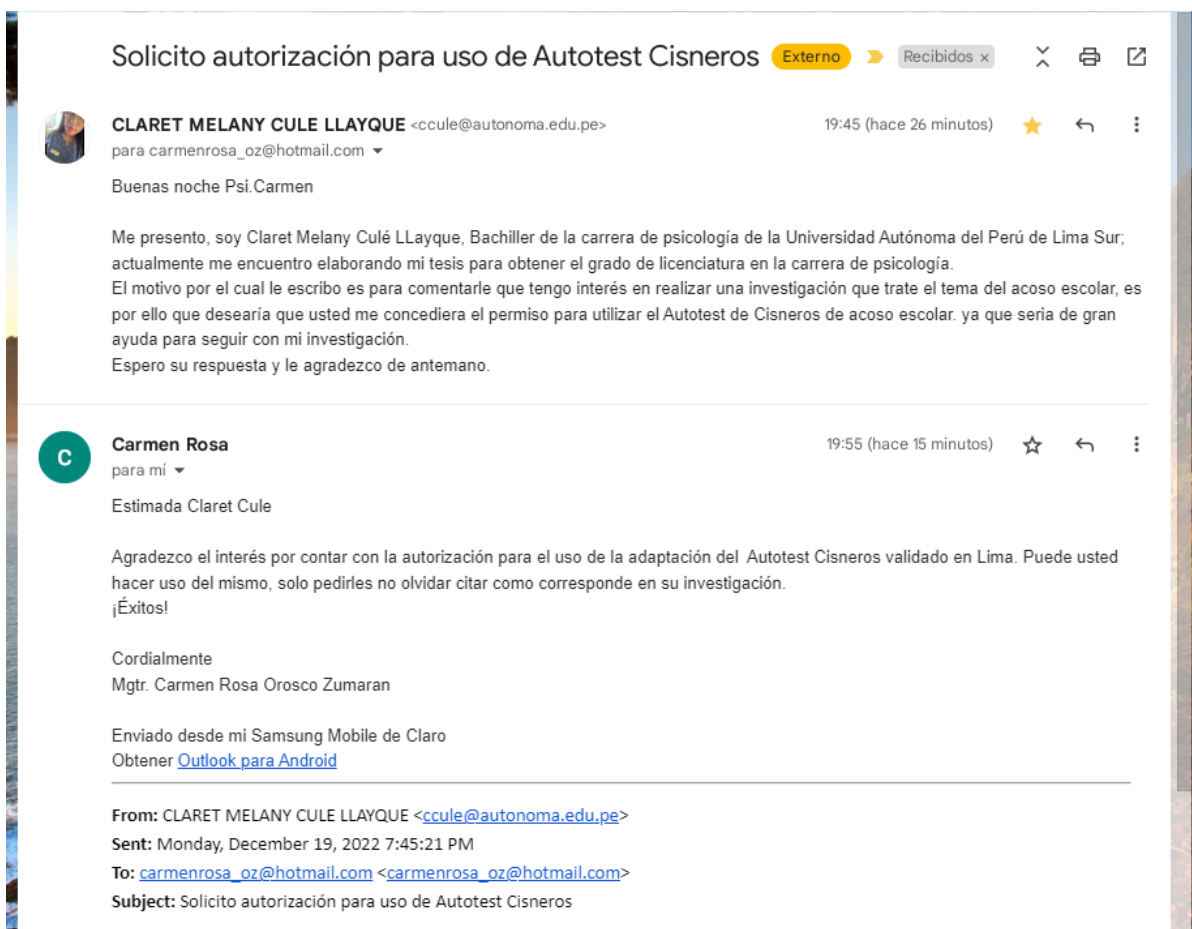 Solicito autorización para uso de Autotest Cisneros Externo Recibidos x
CLARET MELANY CULE LLAYQUE <ccule@autonoma.edu.pe> 19:45 (hace 26 minutos)
para carmenrosa_oz@hotmail.com
Buenas noche Psi.Carmen
Me presento, soy Claret Melany Culé LLayque, Bachiller de la carrera de psicología de la Universidad Autónoma del Perú de Lima Sur;
actualmente me encuentro elaborando mi tesis para obtener el grado de licenciatura en la carrera de psicología.
El motivo por el cual le escribo es para comentarle que tengo interés en realizar una investigación que trate el tema del acoso escolar, es
por ello que desearía que usted me concediera el permiso para utilizar el Autotest de Cisneros de acoso escolar. ya que seria de gran
ayuda para seguir con mi investigación.
Espero su respuesta y le agradezco de antemano.
C
Carmen Rosa 19:55 (hace 15 minutos)
para mí
Estimada Claret Cule
Agradezco el interés por contar con la autorización para el uso de la adaptación del Autotest Cisneros validado en Lima. Puede usted
hacer uso del mismo, solo pedirles no olvidar citar como corresponde en su investigación.
¡Éxitos!
Cordialmente
Mgtr. Carmen Rosa Orosco Zumaran
Enviado desde mi Samsung Mobile de Claro
Obtener Outlook para Android
From: CLARET MELANY CULE LLAYQUE <ccule@autonoma.edu.pe>
Sent: Monday, December 19, 2022 7:45:21 PM
To: carmenrosa_oz@hotmail.com <carmenrosa_oz@hotmail.com>
Subject: Solicito autorización para uso de Autotest Cisneros